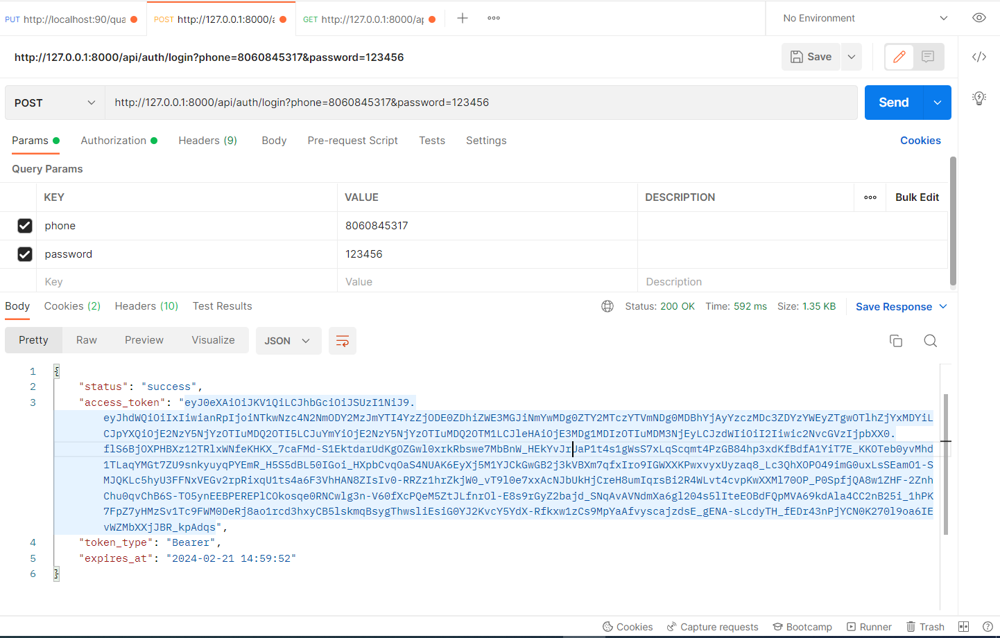 PUT http://localhost:90/qua
POST http://127.0.0.1:8000/a
GET http://127.0.0.1:8000/ap
No Environment
http://127.0.0.1:8000/api/auth/login?phone=8060845317&password=123456
Save
POST http://127.0.0.1:8000/api/auth/login?phone=8060845317&password=123456
Send
Params Authorization Headers (9) Body Pre-request Script Tests Settings Cookies
Query Params
KEY VALUE DESCRIPTION Bulk Edit
phone 8060845317
password 123456
Key Value Description
Body Cookies (2) Headers (10) Test Results Status: 200 OK Time: 592 ms Size: 1.35 KB Save Response
Pretty Raw Preview Visualize JSON
1 {
2 "status": "success",
3 "access_token": "eyJ0eXAiOiJKV1QiLCJhbGciOiJSUzI1NiJ9.
eyJhdWQiOiIxIiwianRpIjoiNTkwNzc4N2NmODY2MzJmYTI4YzZjODE0ZDhiZWE3MGJiNmYwMDg0ZTY2MTczYTVmNDg0MDBhYjAyYzczMDc3ZDYzYWEyZTgwOTlhZjYxMDYiL
CJpYXQiOjE2NzY5NjYzOTIuMDQ2OTI5LCJuYmYiOjE2NzY5NjYzOTIuMDQ2OTM1LCJleHAiOjE3MDg1MDIzOTIuMDM3NjEyLCJzdWIiOiI2Iiwic2NvcGVzIjpbXX0.
flS6BjOXPHBXz12TRlxWNfeKHKX_7caFMd-S1EktdarUdKgOZGwl0xrkRbswe7MbBnW_HEkYvJrUaP1t4s1gWsS7xLqScqmt4PzGB84hp3xdKfBdfA1YiT7E_KKOTeb0yvMhd
1TLaqYMGt7ZU9snkyuyqPYEmR_H5S5dBL50IGoi_HXpbCvqOaS4NUAK6EyXj5M1YJCkGwGB2j3kVBXm7qfxIro9IGWXXKPwxvyxUyzaq8_Lc3QhXOPO49imG0uxLsSEamO1-S
MJQKLc5hyU3FFNxVEGv2rpRixqU1ts4a6F3VhHAN8ZIsIv0-RRZz1hrZkjW0_vT9l0e7xxAcNJbUkHjCreH8umIqrsBi2R4WLvt4cvpKwXXMl70OP_P0SpfjQA8w1ZHF-2Znh
Chu0qvChB6S-TO5ynEEBPEREPlCOkosqe0RNCwlg3n-V60fXcPQeM5ZtJLfnrOl-E8s9rGyZ2bajd_SNqAvAVNdmXa6gl204s5lIteEOBdFQpMVA69kdAla4CC2nB25i_1hPK
7FpZ7yHMzSv1Tc9FWM0DeRj8ao1rcd3hxyCB5lskmqBsygThwsliEsiG0YJ2KvcY5YdX-Rfkxw1zCs9MpYaAfvyscajzdsE_gENA-sLcdyTH_fEDr43nPjYCN0K270l9oa6IE
vWZMbXXjJBR_kpAdqs",
4 "token_type": "Bearer",
5 "expires_at": "2024-02-21 14:59:52"
6 }
Cookies Capture requests Bootcamp Runner Trash